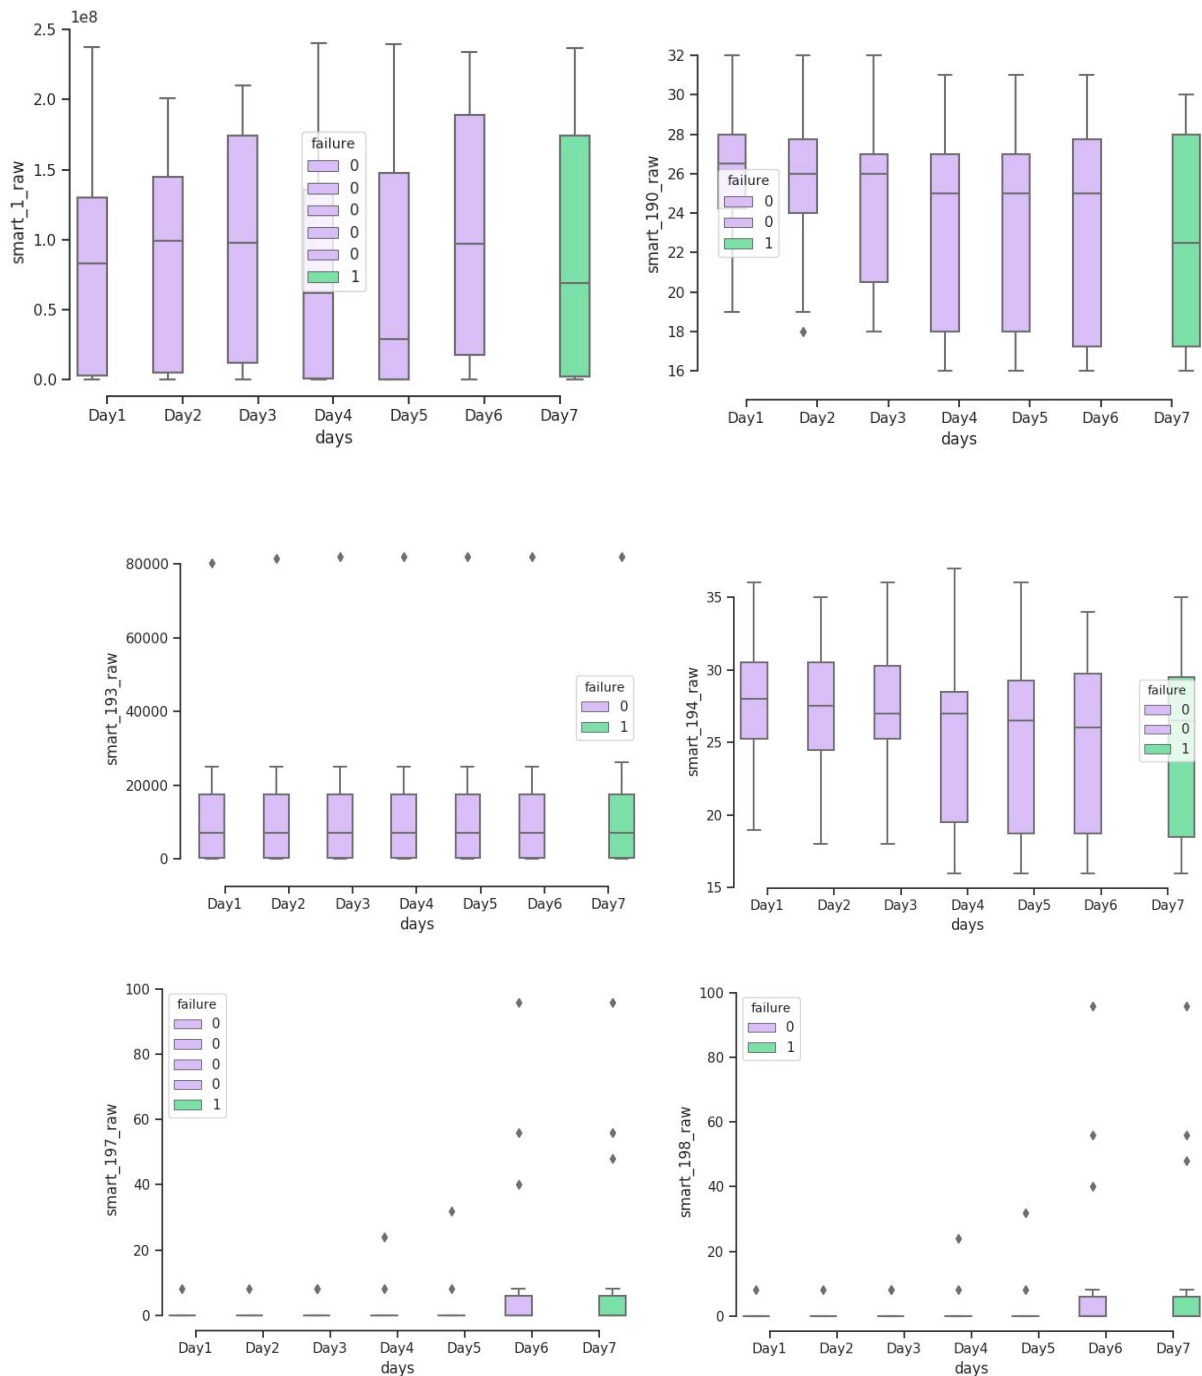 1e8
2.5
2.0
1.5
1.0
0.5
0.0
smart_1_raw
failure
0
0
0
0
0
1
Day1 Day2 Day3 Day4 Day5 Day6 Day7
days
32
30
28
26
24
22
20
18
16
smart_190_raw
failure
0
0
1
Day1 Day2 Day3 Day4 Day5 Day6 Day7
days
80000
60000
40000
20000
0
smart_193_raw
failure
0
1
Day1 Day2 Day3 Day4 Day5 Day6 Day7
days
35
30
25
20
15
smart_194_raw
failure
0
0
1
Day1 Day2 Day3 Day4 Day5 Day6 Day7
days
100
80
60
40
20
0
smart_197_raw
failure
0
0
0
0
1
Day1 Day2 Day3 Day4 Day5 Day6 Day7
days
100
80
60
40
20
0
smart_198_raw
failure
0
1
Day1 Day2 Day3 Day4 Day5 Day6 Day7
days